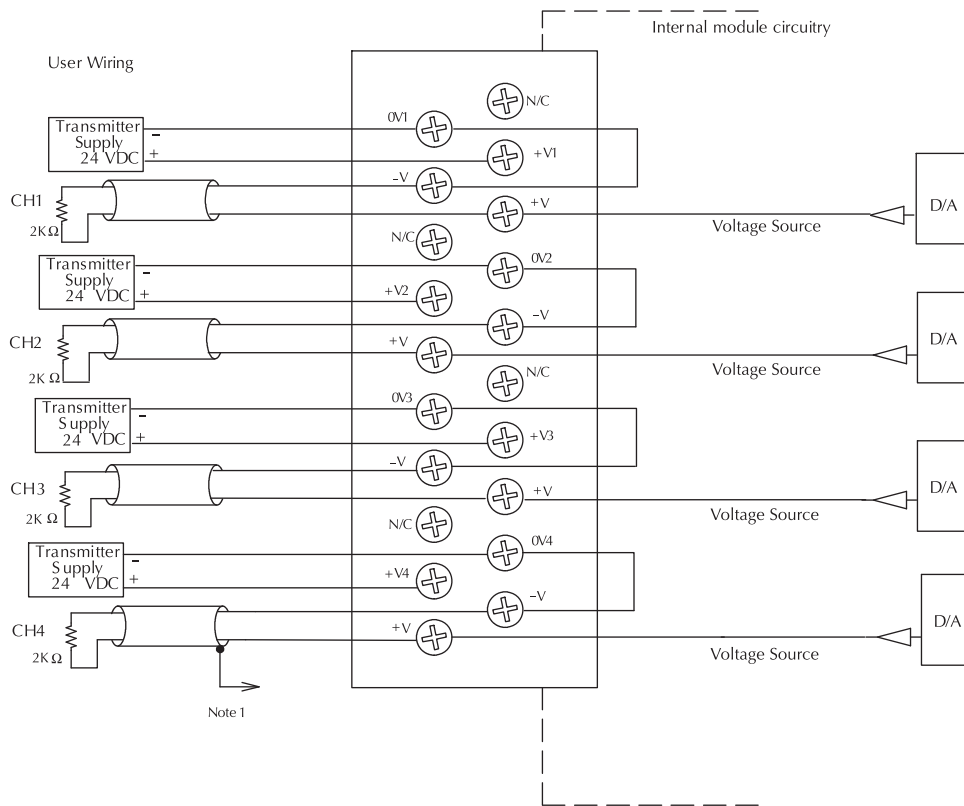 Internal module circuitry
User Wiring
N/C
0V1
Transmitter
Supply
24 VDC
-
+
+V1
-V
CH1
2K Ω
+V
Voltage Source
D/A
N/C
0V2
Transmitter
Supply
24 VDC
-
+
+V2
-V
CH2
2K Ω
+V
Voltage Source
D/A
N/C
0V3
Transmitter
Supply
24 VDC
-
+
+V3
-V
CH3
2K Ω
+V
Voltage Source
D/A
N/C
0V4
Transmitter
Supply
24 VDC
-
+
+V4
-V
CH4
2K Ω
+V
Voltage Source
D/A
Note 1